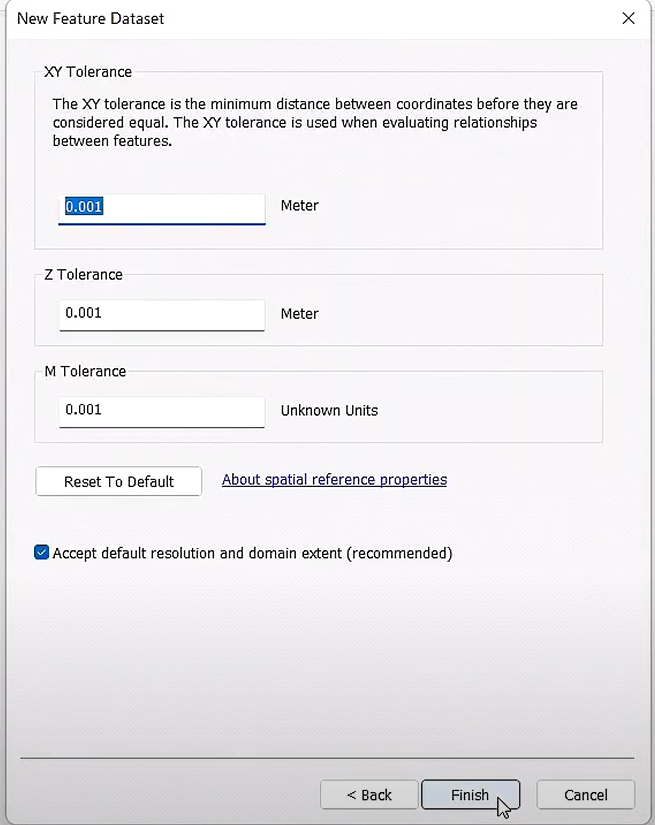 New Feature Dataset
XY Tolerance
The XY tolerance is the minimum distance between coordinates before they are
considered equal. The XY tolerance is used when evaluating relationships
between features.
0.001 Meter
Z Tolerance
0.001 Meter
M Tolerance
0.001 Unknown Units
Reset To Default About spatial reference properties
Accept default resolution and domain extent (recommended)
< Back Finish Cancel